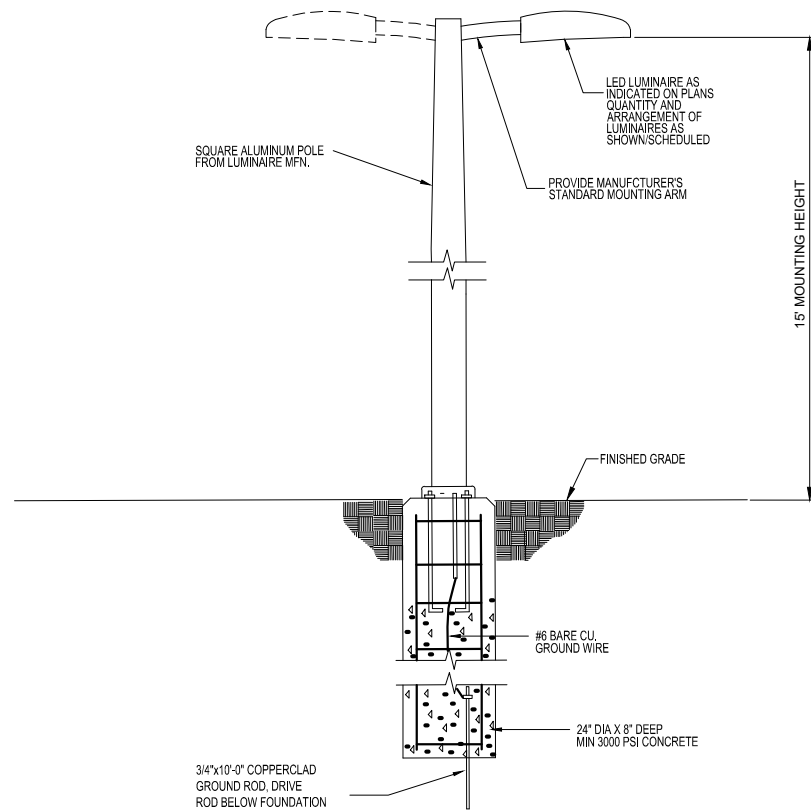 LED LUMINAIRE AS
INDICATED ON PLANS
QUANTITY AND
ARRANGEMENT OF
LUMINAIRES AS
SHOWN/SCHEDULED
SQUARE ALUMINUM POLE
FROM LUMINAIRE MFN.
PROVIDE MANUFCTURER'S
STANDARD MOUNTING ARM
15' MOUNTING HEIGHT
FINISHED GRADE
#6 BARE CU.
GROUND WIRE
24" DIA X 8" DEEP
MIN 3000 PSI CONCRETE
3/4"x10'-0" COPPERCLAD
GROUND ROD, DRIVE
ROD BELOW FOUNDATION